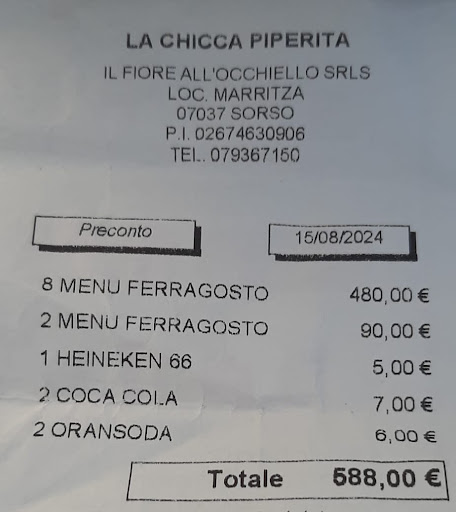 LA CHICCA PIPERITA
IL FIORE ALL'OCCHIELLO SRLS
LOC. MARRITZA
07037 SORSO
P.I. 02674630906
TEL. 079367150
Preconto 15/08/2024
8 MENU FERRAGOSTO 480,00 €
2 MENU FERRAGOSTO 90,00 €
1 HEINEKEN 66 5,00 €
2 COCA COLA 7,00 €
2 ORANSODA 6,00 €
Totale 588,00 €